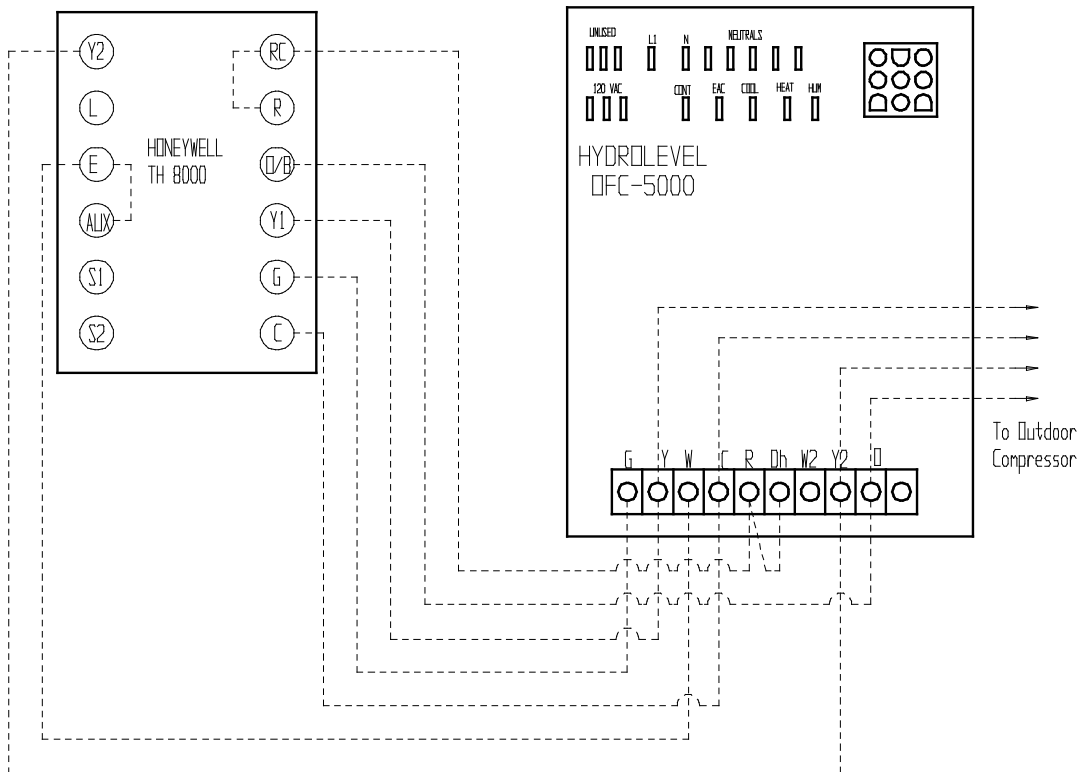 Y2
L
E
AUX
S1
S2
HONEYWELL
TH 8000
RC
R
O/B
Y1
G
C
UNUSED L1 N NEUTRALS
120 VAC CONT EAC COOL HEAT HUM
HYDROLEVEL
OFC-5000
G Y W C R Dh W2 Y2 O
To Outdoor
Compressor